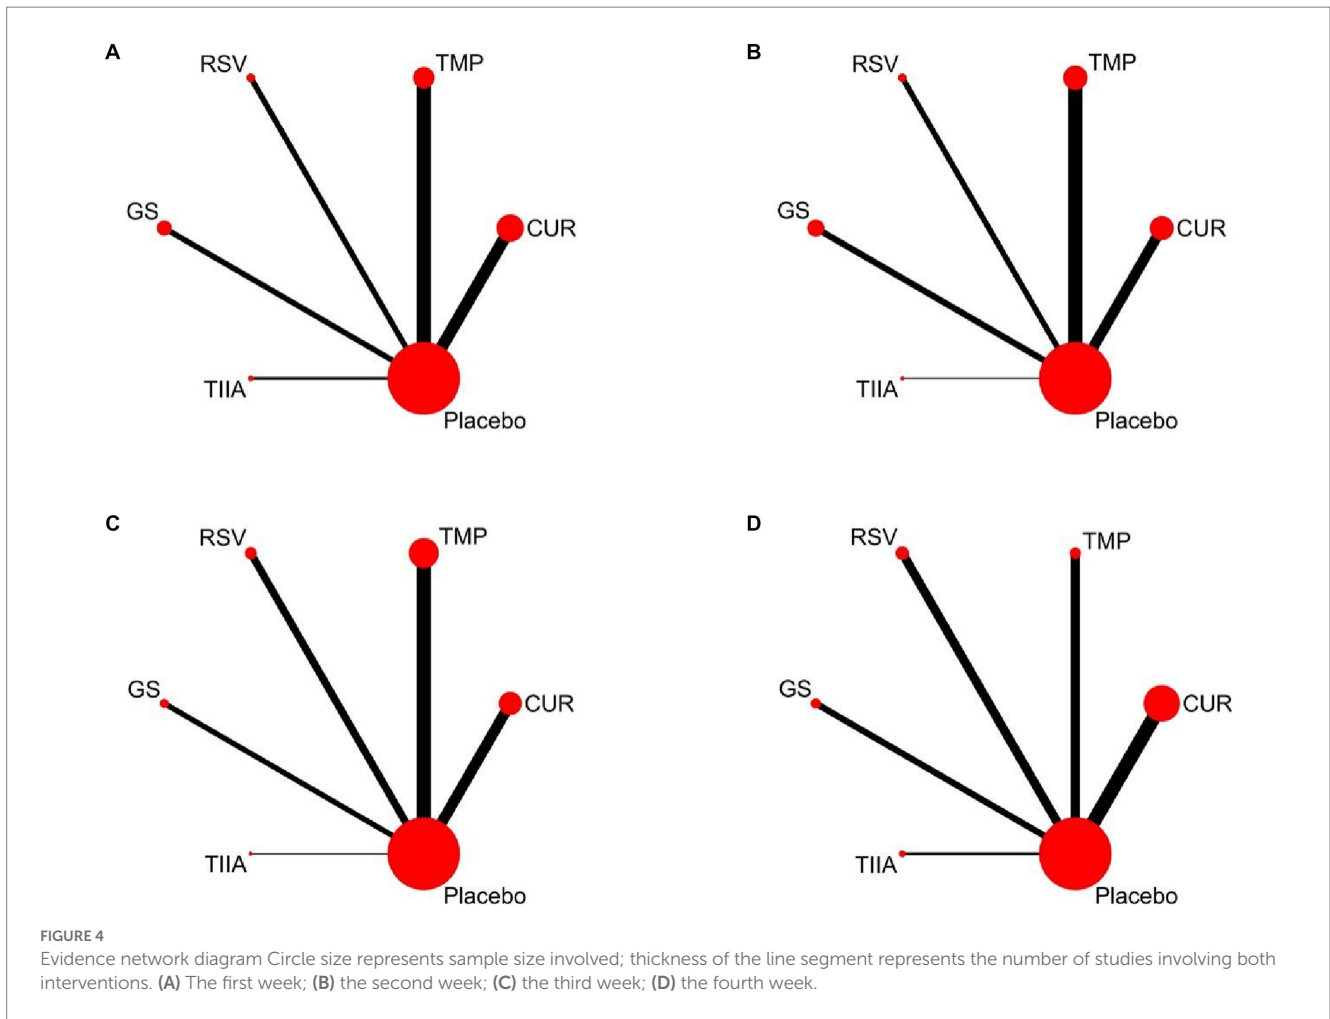 A
RSV
TMP
GS
CUR
TIIA
Placebo
B
RSV
TMP
GS
CUR
TIIA
Placebo
C
RSV
TMP
GS
CUR
TIIA
Placebo
D
RSV
TMP
GS
CUR
TIIA
Placebo
FIGURE 4
Evidence network diagram Circle size represents sample size involved; thickness of the line segment represents the number of studies involving both
interventions. (A) The first week; (B) the second week; (C) the third week; (D) the fourth week.